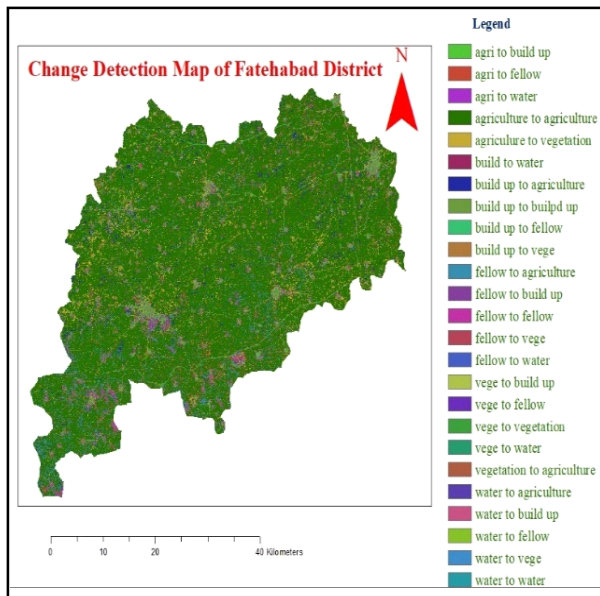 Legend
Change Detection Map of Fatehabad District
N
agri to build up
agri to fellow
agri to water
agriculture to agriculture
agriculure to vegetation
build to water
build up to agriculture
build up to builpd up
build up to fellow
build up to vege
fellow to agriculture
fellow to build up
fellow to fellow
fellow to vege
fellow to water
vege to build up
vege to fellow
vege to vegetation
vege to water
vegetation to agriculture
water to agriculture
water to build up
water to fellow
water to vege
water to water
0 10 20 40 Kilometers